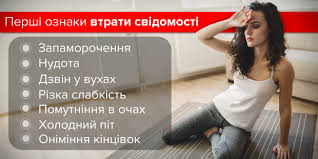 Перші ознаки втрати свідомості
Запаморочення
Нудота
Дзвін у вухах
Різка слабкість
Помутніння в очах
Холодний піт
Оніміння кінцівок